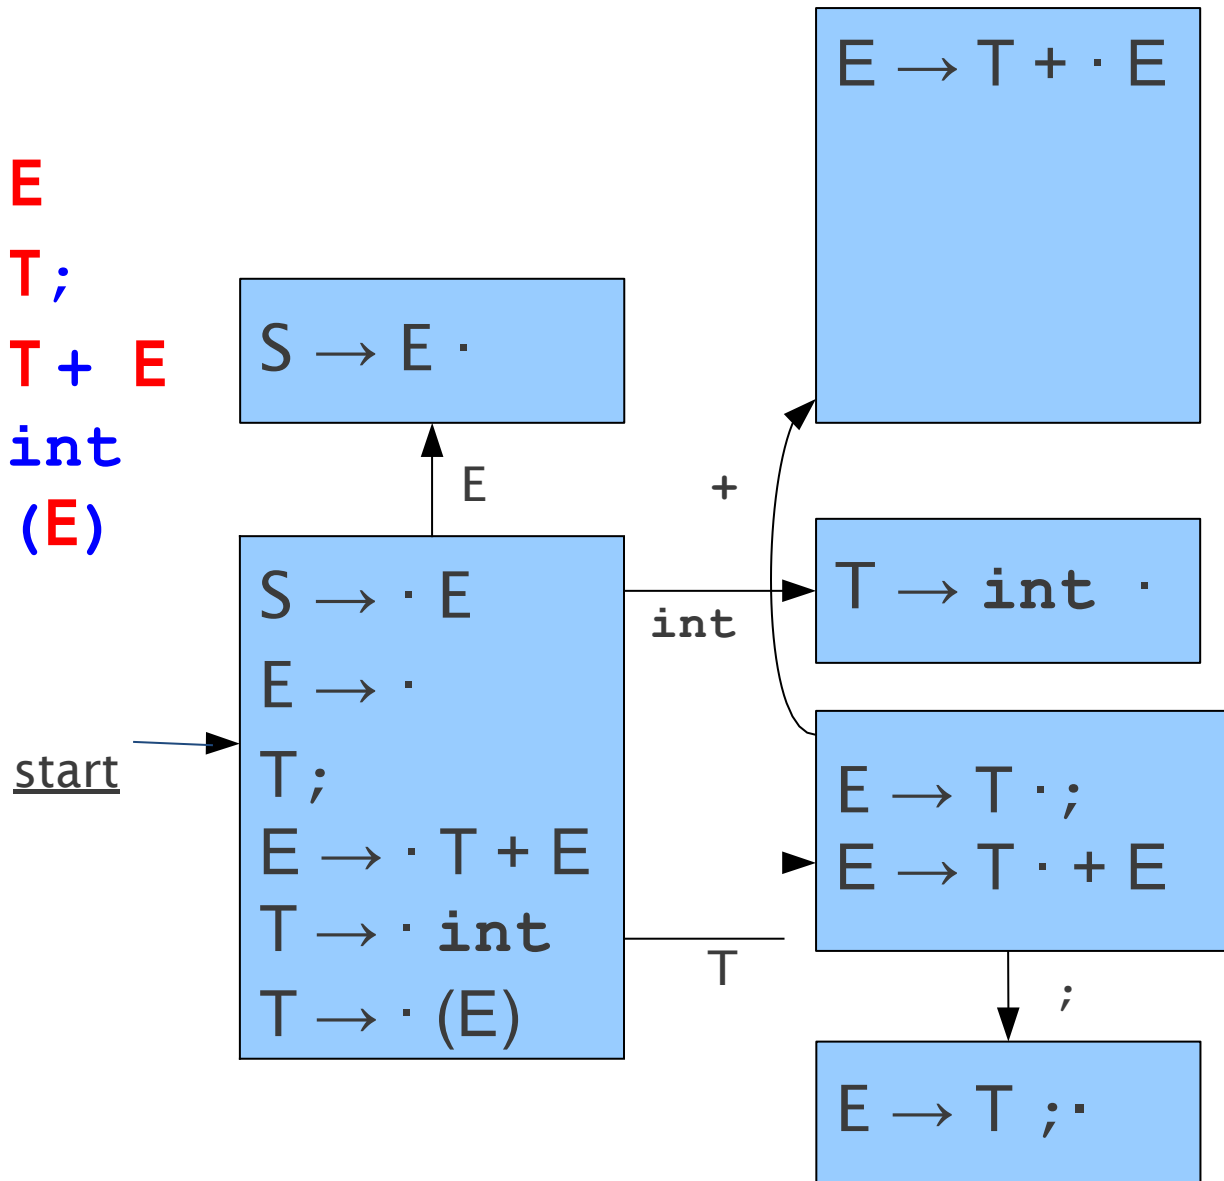 E
T;
T + E
int
(E)
S → E ·
E
start
S → · E
E → ·
T;
E → · T + E
T → · int
T → · (E)
int
T
+
E → T + · E
T → int ·
E → T · ;
E → T · + E
;
E → T ; ·